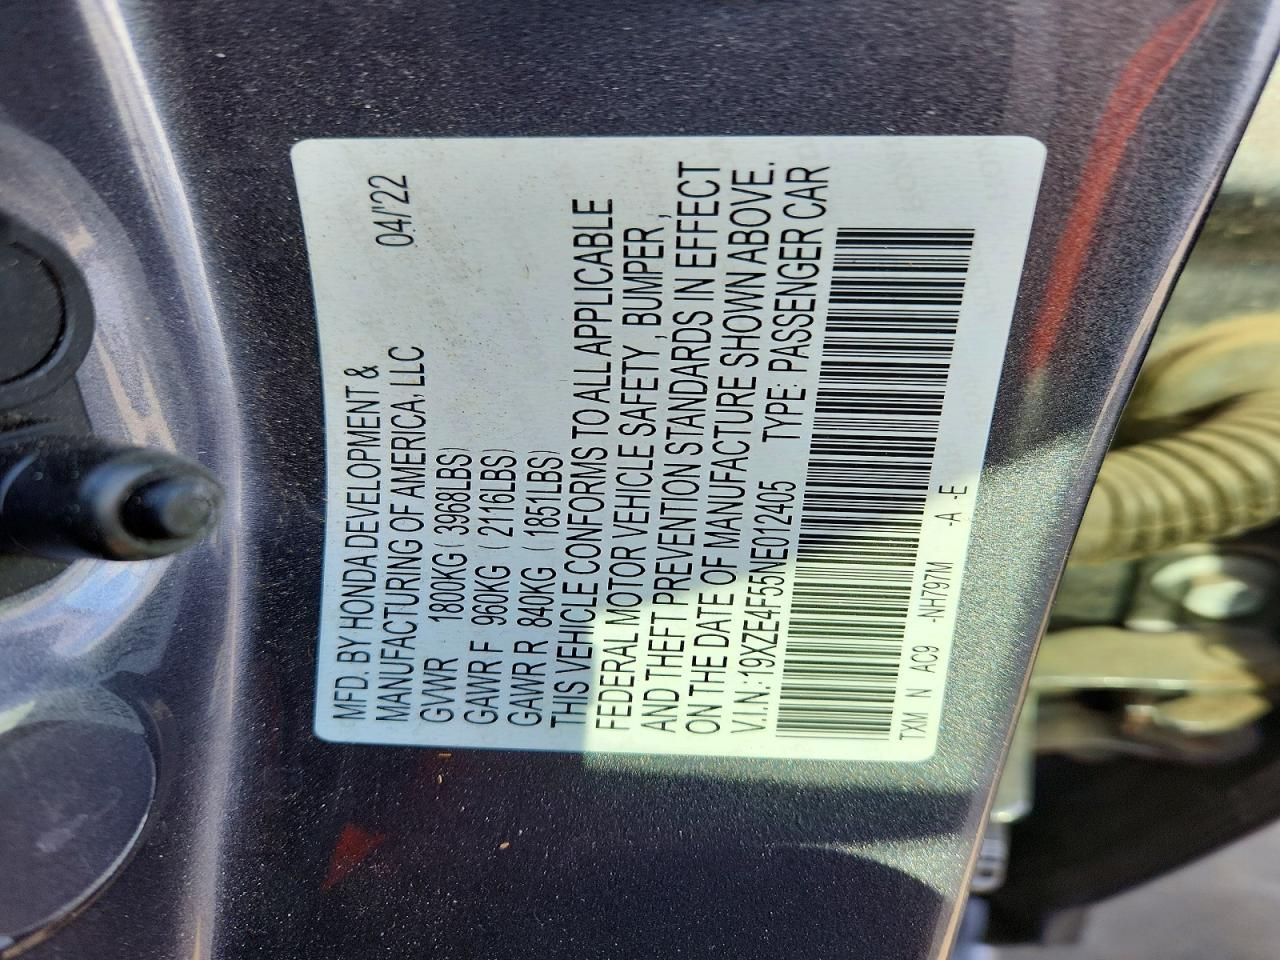 MFD. BY HONDA DEVELOPMENT &
MANUFACTURING OF AMERICA, LLC 04/'22
GVWR 1800KG (3968LBS)
GAWR F 960KG (2116LBS)
GAWR R 840KG (1851LBS)
THIS VEHICLE CONFORMS TO ALL APPLICABLE
FEDERAL MOTOR VEHICLE SAFETY, BUMPER,
AND THEFT PREVENTION STANDARDS IN EFFECT
ON THE DATE OF MANUFACTURE SHOWN ABOVE.
V.I.N.:19XZE4F55NE012405 TYPE: PASSENGER CAR
TXM N AC9 -NH797M -A -E